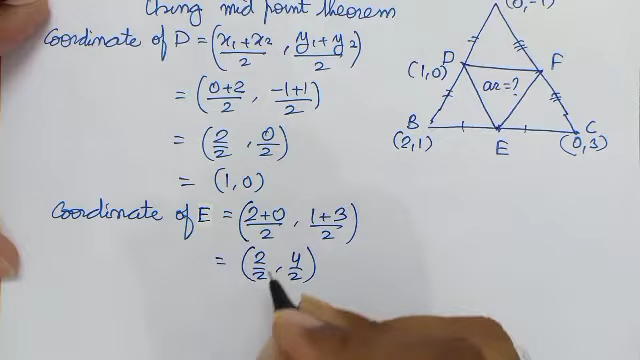 Using mid point theorem
Coordinate of D = (x₁+x₂/2 , y₁+y₂/2)
= (0+2/2 , -1+1/2)
= (2/2 , 0/2)
= (1,0)
Coordinate of E = (2+0/2 , 1+3/2)
= (2/2 , 4/2)
(0,-1)
D
F
(1,0)
ar=?
B
C
(2,1)
E
(0,3)